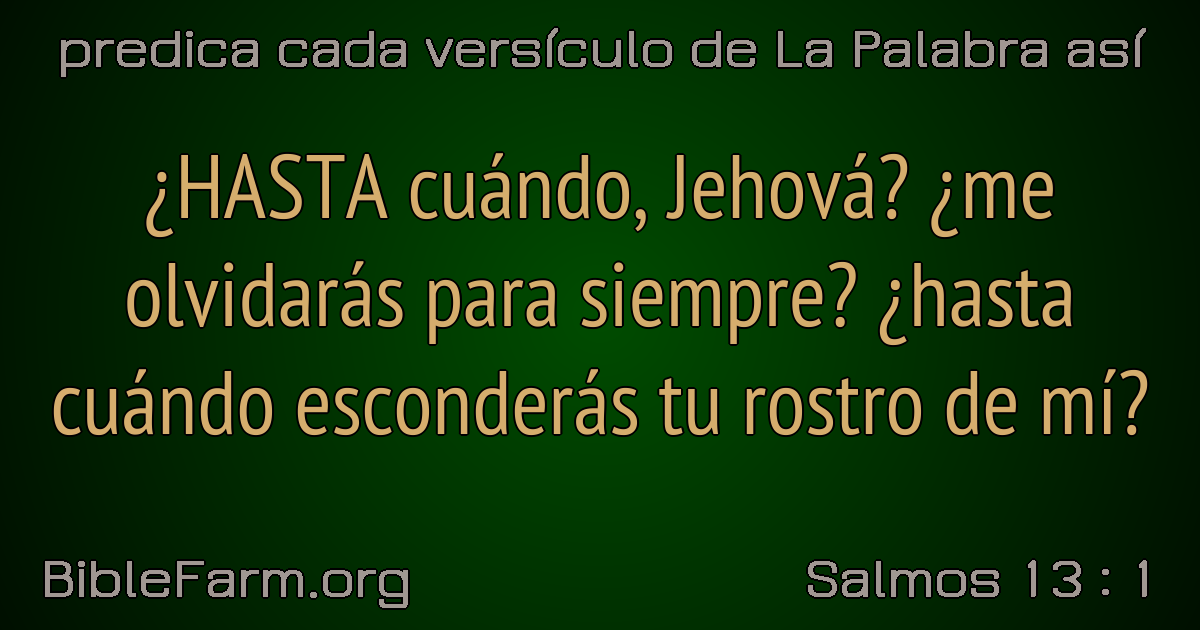 predica cada versículo de La Palabra así
¿HASTA cuándo, Jehová? ¿me
olvidarás para siempre? ¿hasta
cuándo esconderás tu rostro de mí?
BibleFarm.org
Salmos 13 : 1